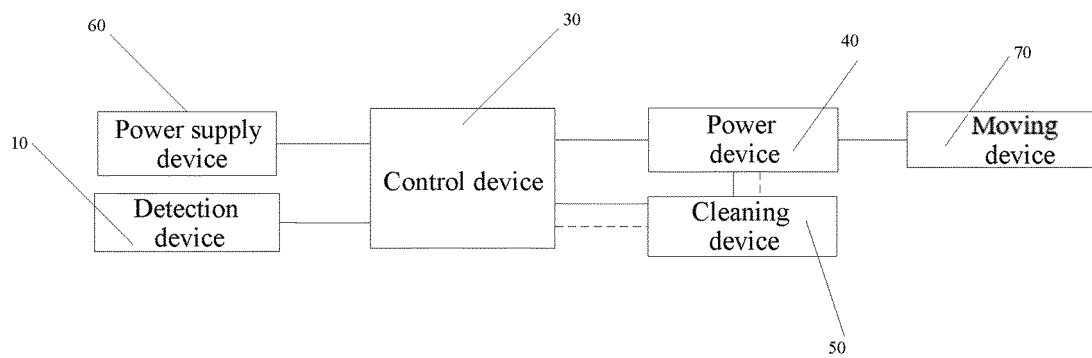 60
30
40
70
10
Power supply
device
Detection
device
Control device
Power
device
Cleaning
device
Moving
device
50